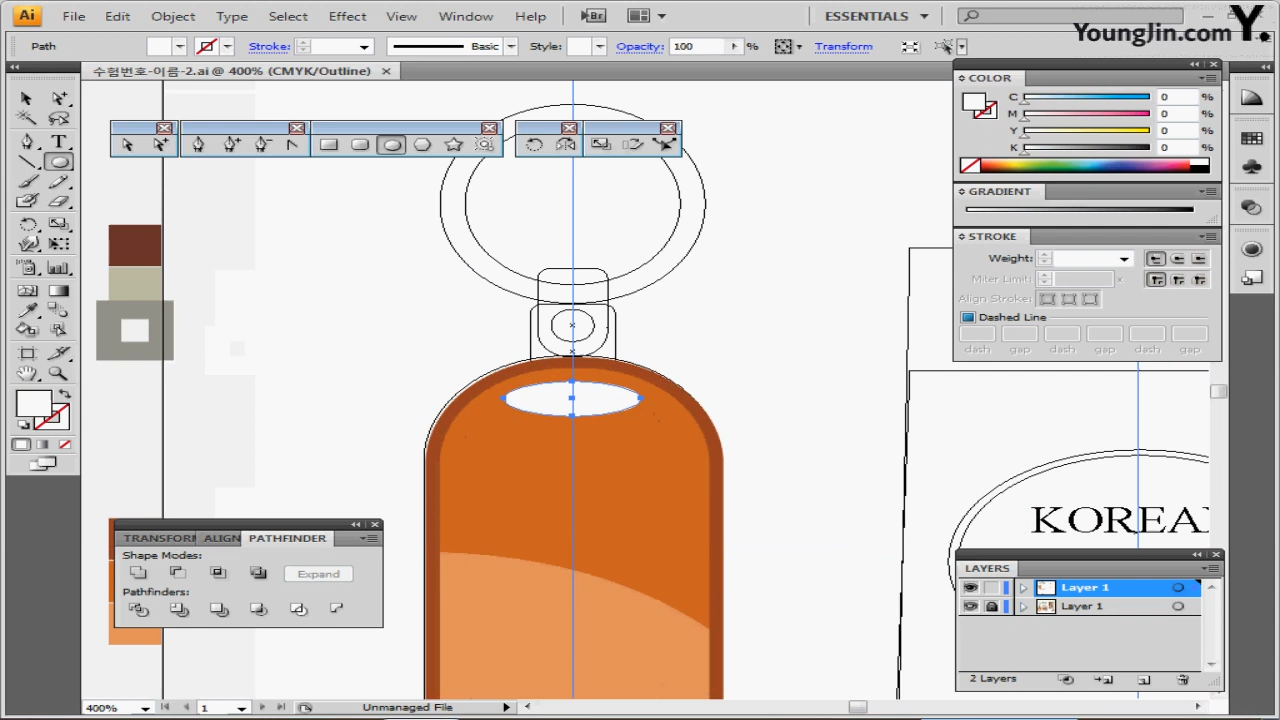 Ai File Edit Object Type Select Effect View Window Help Br ESSENTIALS
YoungJin.com Y.
Path Stroke: Basic Style: Opacity: 100 % Transform
수험번호-이름-2.ai @ 400% (CMYK/Outline)
COLOR
C 0 %
M 0 %
Y 0 %
K 0 %
GRADIENT
STROKE
Weight:
Miter Limit: x
Align Stroke:
Dashed Line
dash gap dash gap dash gap
KOREA
TRANSFORM ALIGN PATHFINDER
Shape Modes:
Expand
Pathfinders:
LAYERS
Layer 1
Layer 1
2 Layers
400% 1 Unmanaged File